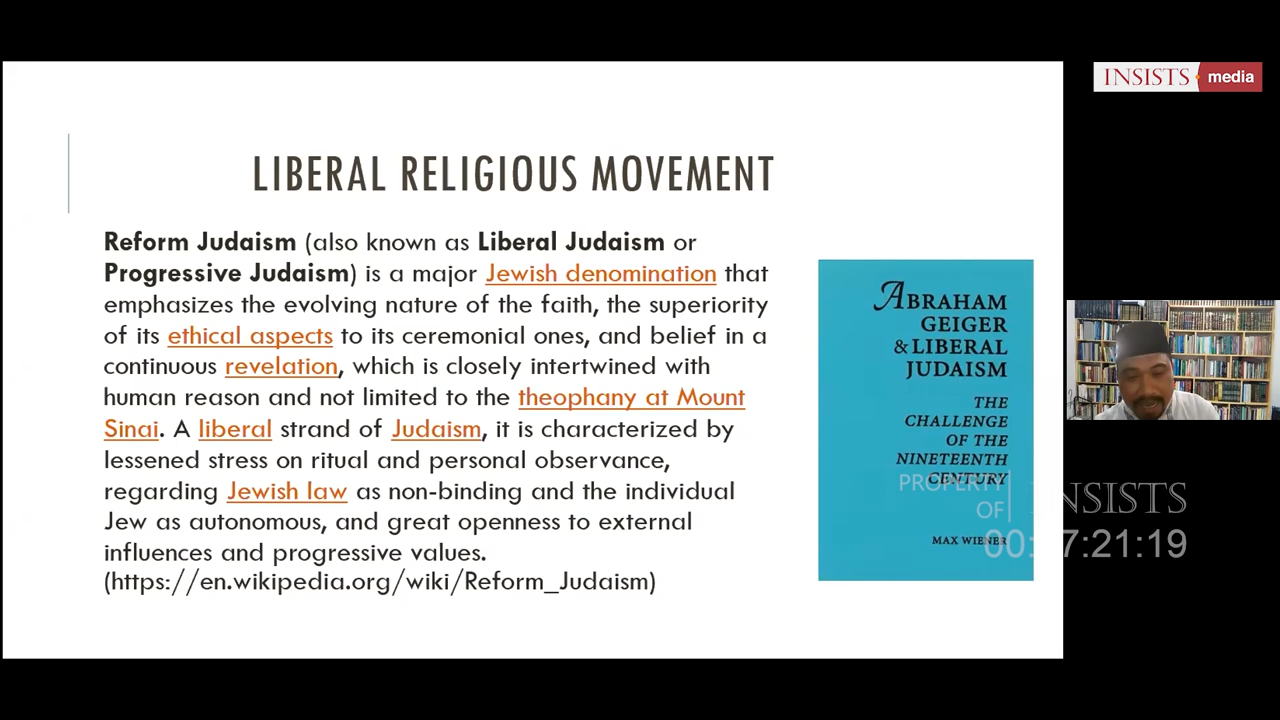 INSISTS media
LIBERAL RELIGIOUS MOVEMENT
Reform Judaism (also known as Liberal Judaism or
Progressive Judaism) is a major Jewish denomination that
emphasizes the evolving nature of the faith, the superiority
of its ethical aspects to its ceremonial ones, and belief in a
continuous revelation, which is closely intertwined with
human reason and not limited to the theophany at Mount
Sinai. A liberal strand of Judaism, it is characterized by
lessened stress on ritual and personal observance,
regarding Jewish law as non-binding and the individual
Jew as autonomous, and great openness to external
influences and progressive values.
(https://en.wikipedia.org/wiki/Reform_Judaism)
ABRAHAM
GEIGER
& LIBERAL
JUDAISM
THE
CHALLENGE
OF THE
NINETEENTH
CENTURY
MAX WIENER
PROPERTY
OF
INSISTS